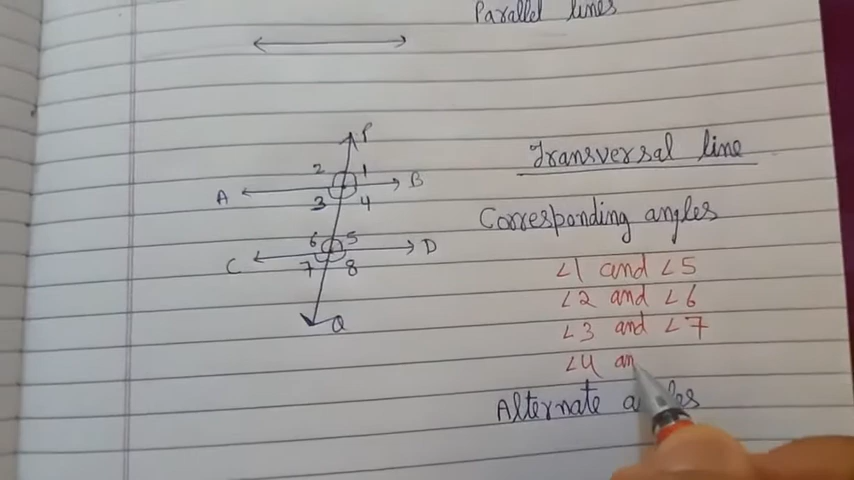 Parallel lines
P
2 1
A B
3 4
6 5
C D
7 8
Q
Transversal line
Corresponding angles
∠1 and ∠5
∠2 and ∠6
∠3 and ∠7
∠4 an
Alternate angles